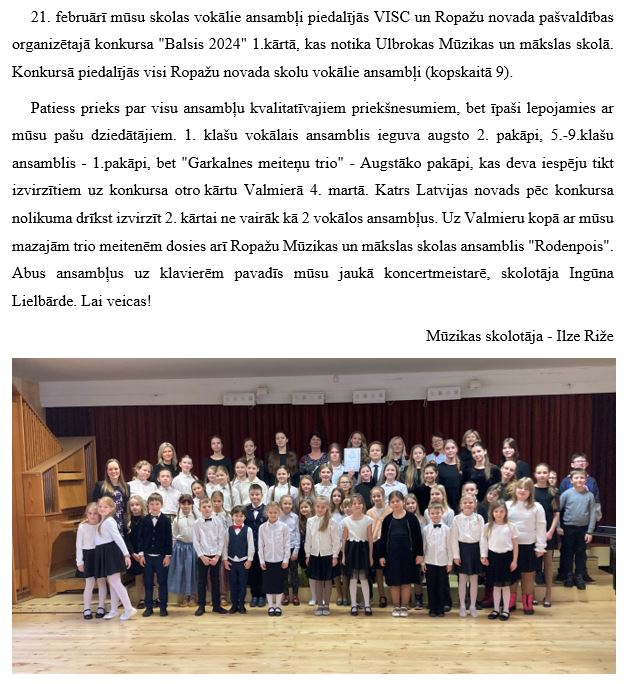 21. februārī mūsu skolas vokālie ansambļi piedalījās VISC un Ropažu novada pašvaldības
organizētajā konkursa "Balsis 2024" 1.kārtā, kas notika Ulbrokas Mūzikas un mākslas skolā.
Konkursā piedalījās visi Ropažu novada skolu vokālie ansambļi (kopskaitā 9).
Patiess prieks par visu ansambļu kvalitatīvajiem priekšnesumiem, bet īpaši lepojamies ar
mūsu pašu dziedātājiem. 1. klašu vokālais ansamblis ieguva augsto 2. pakāpi, 5.-9.klašu
ansamblis - 1.pakāpi, bet "Garkalnes meiteņu trio" - Augstāko pakāpi, kas deva iespēju tikt
izvirzītiem uz konkursa otro kārtu Valmierā 4. martā. Katrs Latvijas novads pēc konkursa
nolikuma drīkst izvirzīt 2. kārtai ne vairāk kā 2 vokālos ansambļus. Uz Valmieru kopā ar mūsu
mazajām trio meitenēm dosies arī Ropažu Mūzikas un mākslas skolas ansamblis "Rodenpois".
Abus ansambļus uz klavierēm pavadīs mūsu jaukā koncertmeistarē, skolotāja Ingūna
Lielbārde. Lai veicas!
Mūzikas skolotāja - Ilze Riže